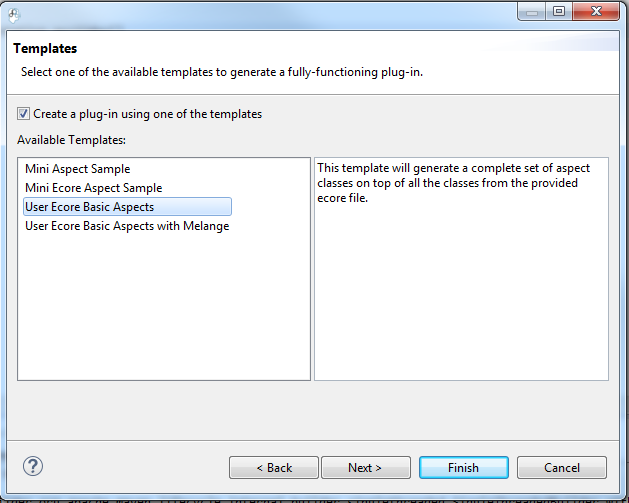 Templates
Select one of the available templates to generate a fully-functioning plug-in.
Create a plug-in using one of the templates
Available Templates:
Mini Aspect Sample
Mini Ecore Aspect Sample
User Ecore Basic Aspects
User Ecore Basic Aspects with Melange
This template will generate a complete set of aspect
classes on top of all the classes from the provided
ecore file.
?
< Back
Next >
Finish
Cancel